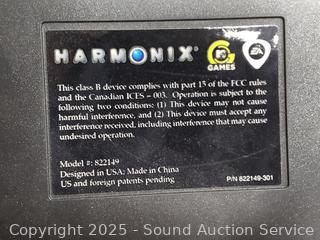 HARMONIX
G
GAMES
EA
This class B device complies with part 15 of the FCC rules
and the Canadian ICES - 003. Operation is subject to the
following two conditions: (1) This device may not cause
harmful interference, and (2) This device must accept any
interference received, including interference that may cause
undesired operation.
Model #: 822149
Designed in USA: Made in China
US and foreign patents pending
P/N 822149-301
Copyright 2025 - Sound Auction Service